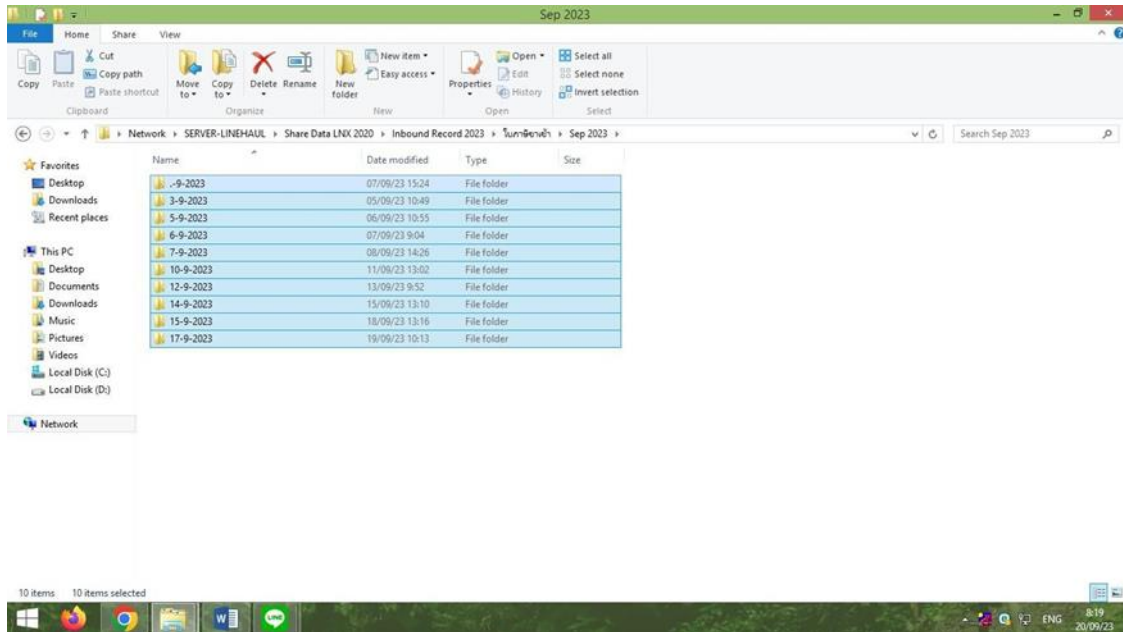 Sep 2023
File Home Share View
Copy
Paste
Cut
Copy path
Paste shortcut
Clipboard
Move to
Copy to
Delete
Rename
Organize
New folder
New item
Easy access
New
Properties
Open
Edit
History
Open
Select all
Select none
Invert selection
Select
Network SERVER-LINEHAUL Share Data LNX 2020 Inbound Record 2023 ใบภาษีขาเข้า Sep 2023
Search Sep 2023
Favorites
Desktop
Downloads
Recent places
This PC
Desktop
Documents
Downloads
Music
Pictures
Videos
Local Disk (C:)
Local Disk (D:)
Network
Name Date modified Type Size
.-9-2023 07/09/23 15:24 File folder
3-9-2023 05/09/23 10:49 File folder
5-9-2023 06/09/23 10:55 File folder
6-9-2023 07/09/23 9:04 File folder
7-9-2023 08/09/23 14:26 File folder
10-9-2023 11/09/23 13:02 File folder
12-9-2023 13/09/23 9:52 File folder
14-9-2023 15/09/23 13:10 File folder
15-9-2023 18/09/23 13:16 File folder
17-9-2023 19/09/23 10:13 File folder
10 items 10 items selected
W
LINE
ENG
8:19
20/09/23